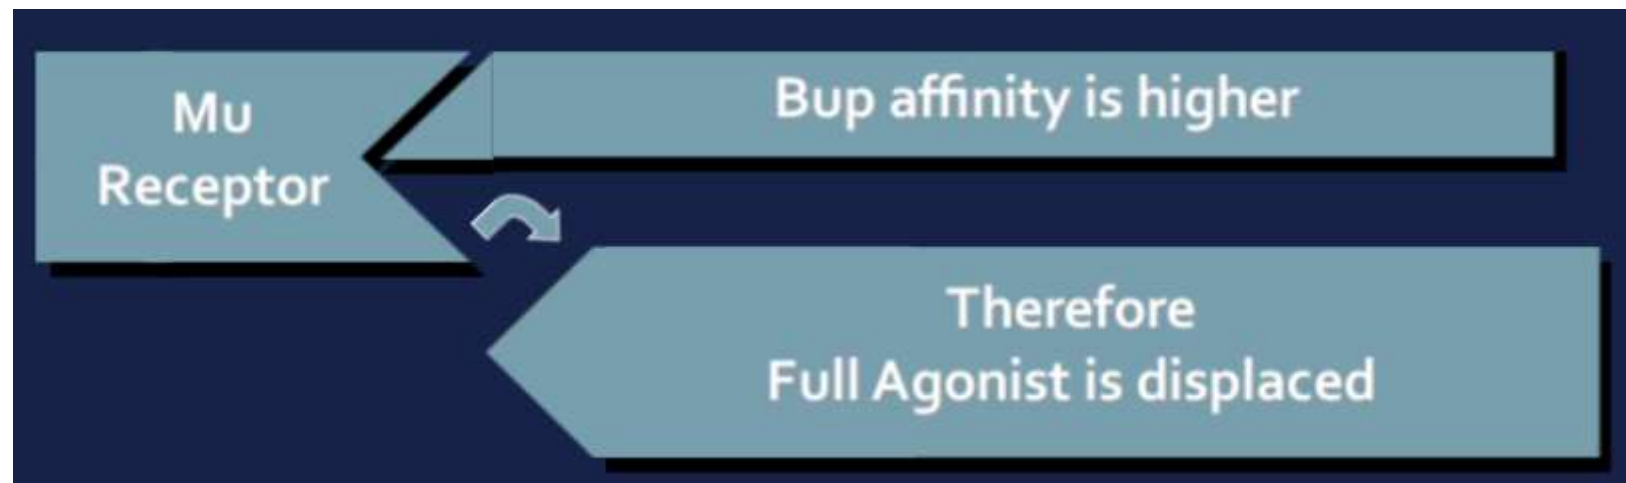 Mu
Receptor
Bup affinity is higher
Therefore
Full Agonist is displaced